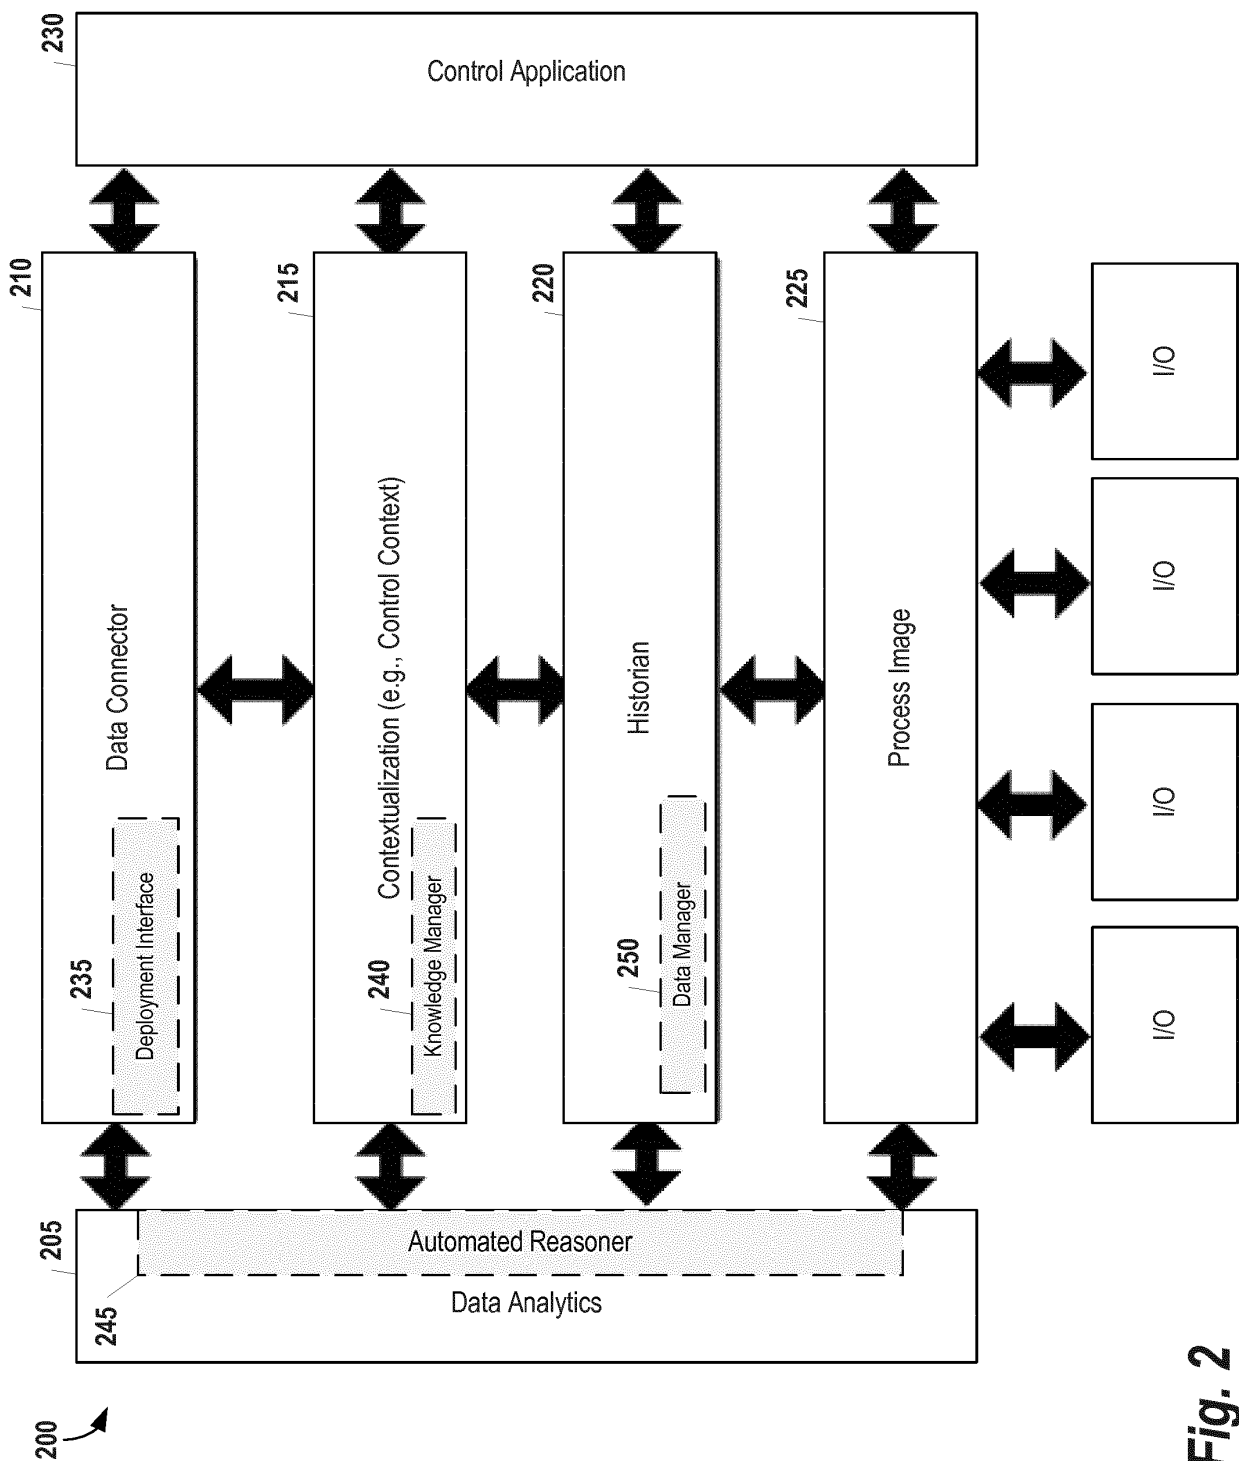 200
205
Data Analytics
245
Automated Reasoner
210
Data Connector
235
Deployment Interface
215
Contextualization (e.g., Control Context)
240
Knowledge Manager
220
Historian
250
Data Manager
225
Process Image
230
Control Application
I/O
I/O
I/O
I/O
Fig. 2